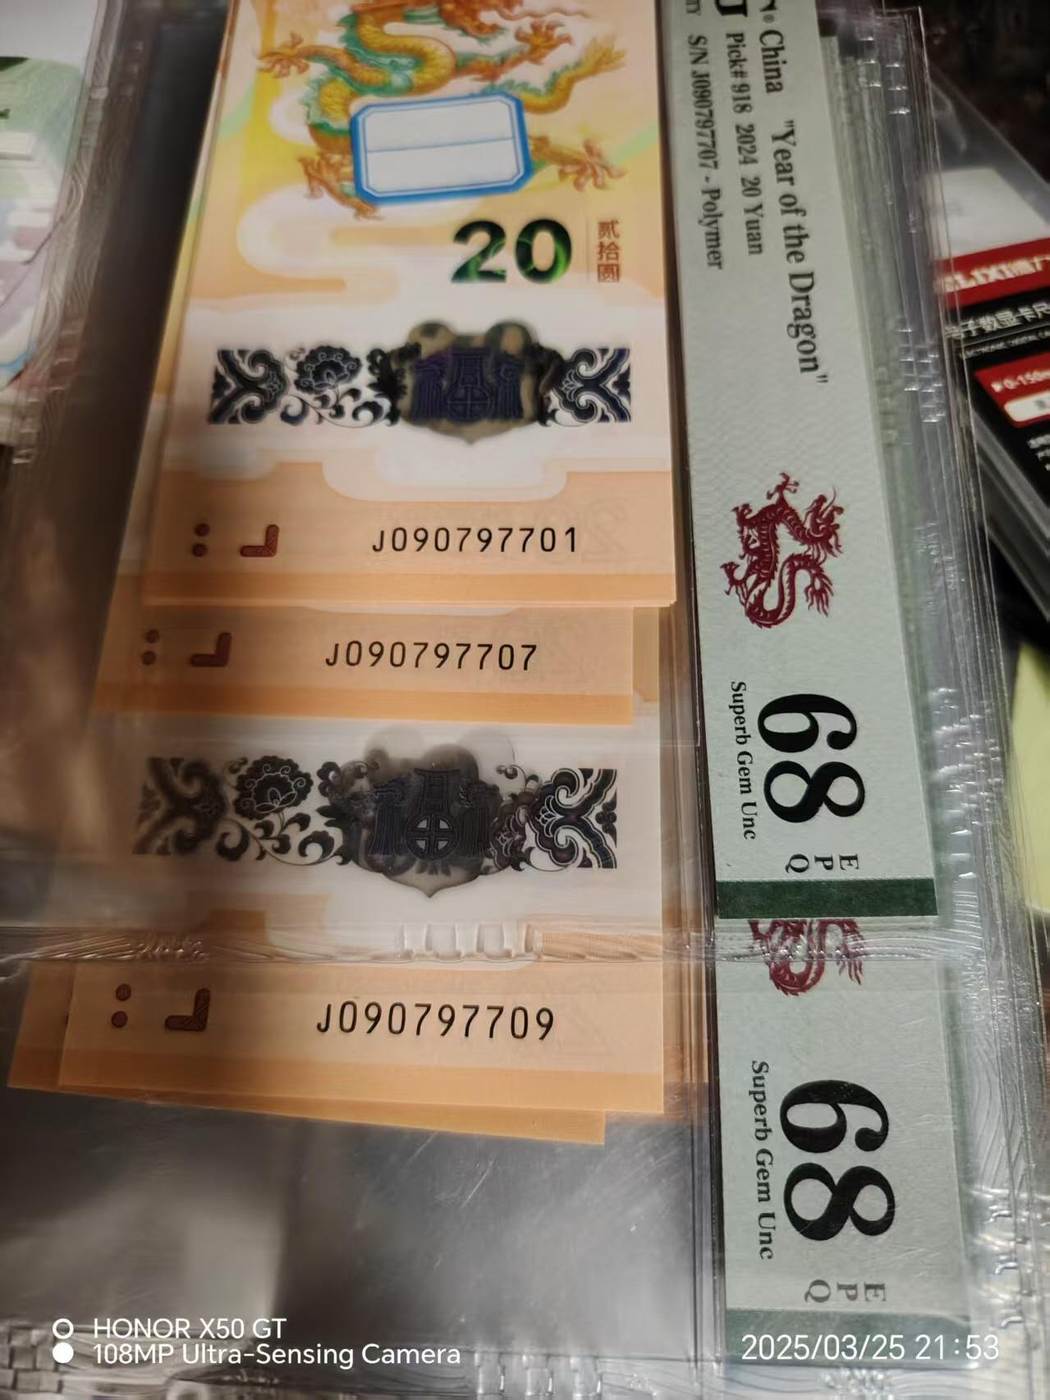 China "Year of the Dragon"
Pick# 918 2024 20 Yuan
S/N J090797707 - Polymer
20
贰拾圆
J090797701
J090797707
68
Superb Gem Unc
E
P
Q
J090797709
68
Superb Gem Unc
E
P
Q
HONOR X50 GT
108MP Ultra-Sensing Camera
2025/03/25 21:53